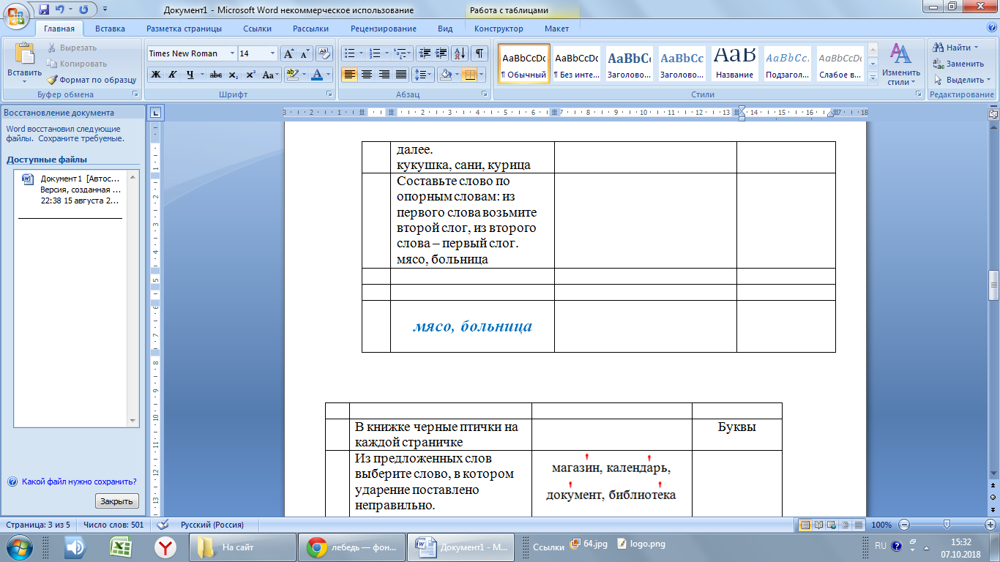 Документ1 - Microsoft Word некоммерческое использование
Работа с таблицами
Главная
Вставка
Разметка страницы
Ссылки
Рассылки
Рецензирование
Вид
Конструктор
Макет
Вставить
Вырезать
Копировать
Формат по образцу
Буфер обмена
Times New Roman
14
Ж К Ч abc x₂ x² Aa
Шрифт
Абзац
AaBbCcDc
¶ Обычный
AaBbCcDc
¶ Без инте...
AaBbCc
Заголово...
AaBbCc
Заголово...
AaB
Название
AaBbCc.
Подзагол...
AaBbCcDc
Слабое в...
Изменить
стили
Стили
Найти
Заменить
Выделить
Редактирование
Восстановление документа
Word восстановил следующие
файлы. Сохраните требуемые.
Доступные файлы
Документ1 [Автос...
Версия, созданная ...
22:38 15 августа 2...
Какой файл нужно сохранить?
Закрыть
далее.
кукушка, сани, курица
Составьте слово по
опорным словам: из
первого слова возьмите
второй слог, из второго
слова – первый слог.
мясо, больница
мясо, больница
В книжке черные птички на
каждой страничке
Буквы
Из предложенных слов
выберите слово, в котором
ударение поставлено
неправильно.
магазин, календарь,
документ, библиотека
Страница: 3 из 5
Число слов: 501
Русский (Россия)
100%
На сайт
лебедь — фон...
Документ1 - М...
Ссылки
64.jpg
logo.png
RU
15:32
07.10.2018